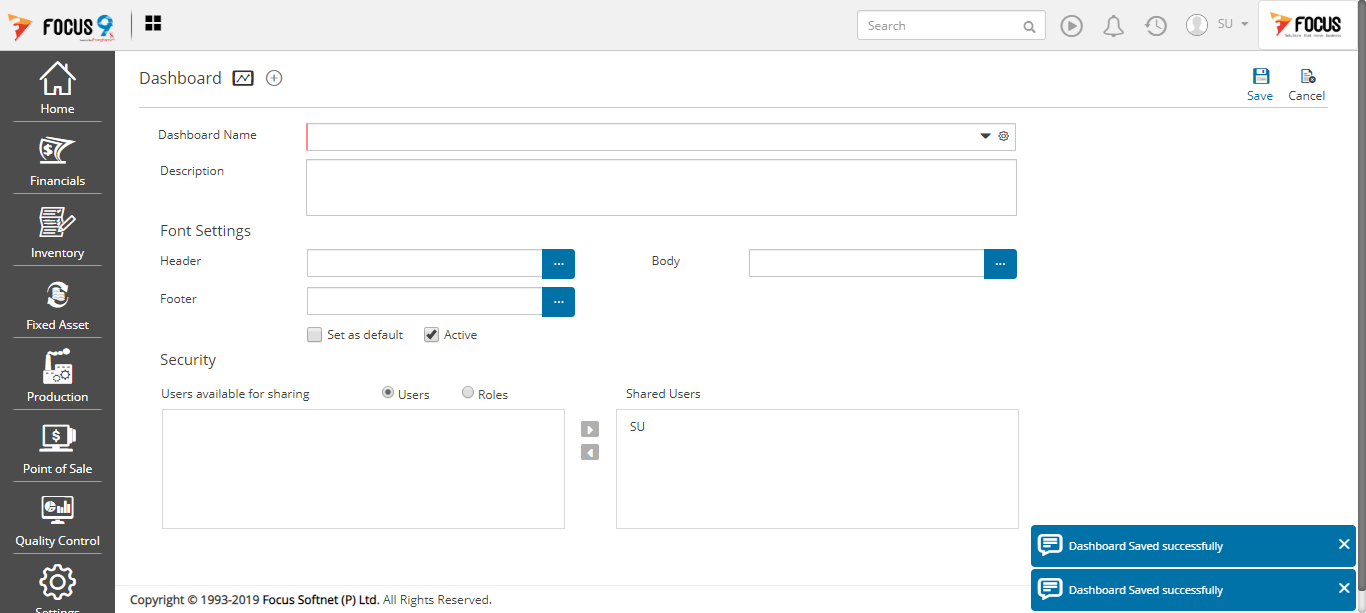 FOCUS 9
Search
SU
FOCUS
Home
Financials
Inventory
Fixed Asset
Production
Point of Sale
Quality Control
Settings
Dashboard
Save
Cancel
Dashboard Name
Description
Font Settings
Header
...
Body
...
Footer
...
Set as default
Active
Security
Users available for sharing
Users
Roles
Shared Users
SU
Dashboard Saved successfully
Dashboard Saved successfully
Copyright © 1993-2019 Focus Softnet (P) Ltd. All Rights Reserved.